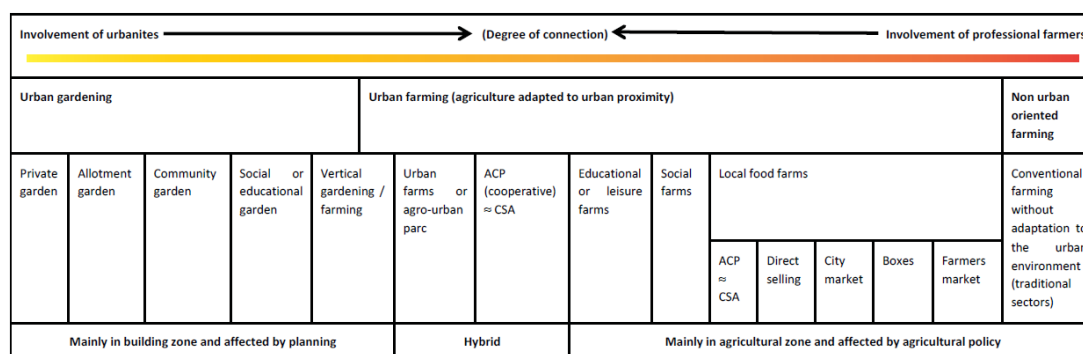 Involvement of urbanites (Degree of connection) Involvement of professional farmers
Urban gardening
Urban farming (agriculture adapted to urban proximity)
Non urban
oriented
farming
Private
garden
Allotment
garden
Community
garden
Social or
educational
garden
Vertical
gardening /
farming
Urban
farms or
agro-urban
parc
ACP
(cooperative)
≈ CSA
Educational
or leisure
farms
Social
farms
Local food farms
ACP
≈
CSA
Direct
selling
City
market
Boxes
Farmers
market
Conventional
farming
without
adaptation to
the urban
environment
(traditional
sectors)
Mainly in building zone and affected by planning
Hybrid
Mainly in agricultural zone and affected by agricultural policy